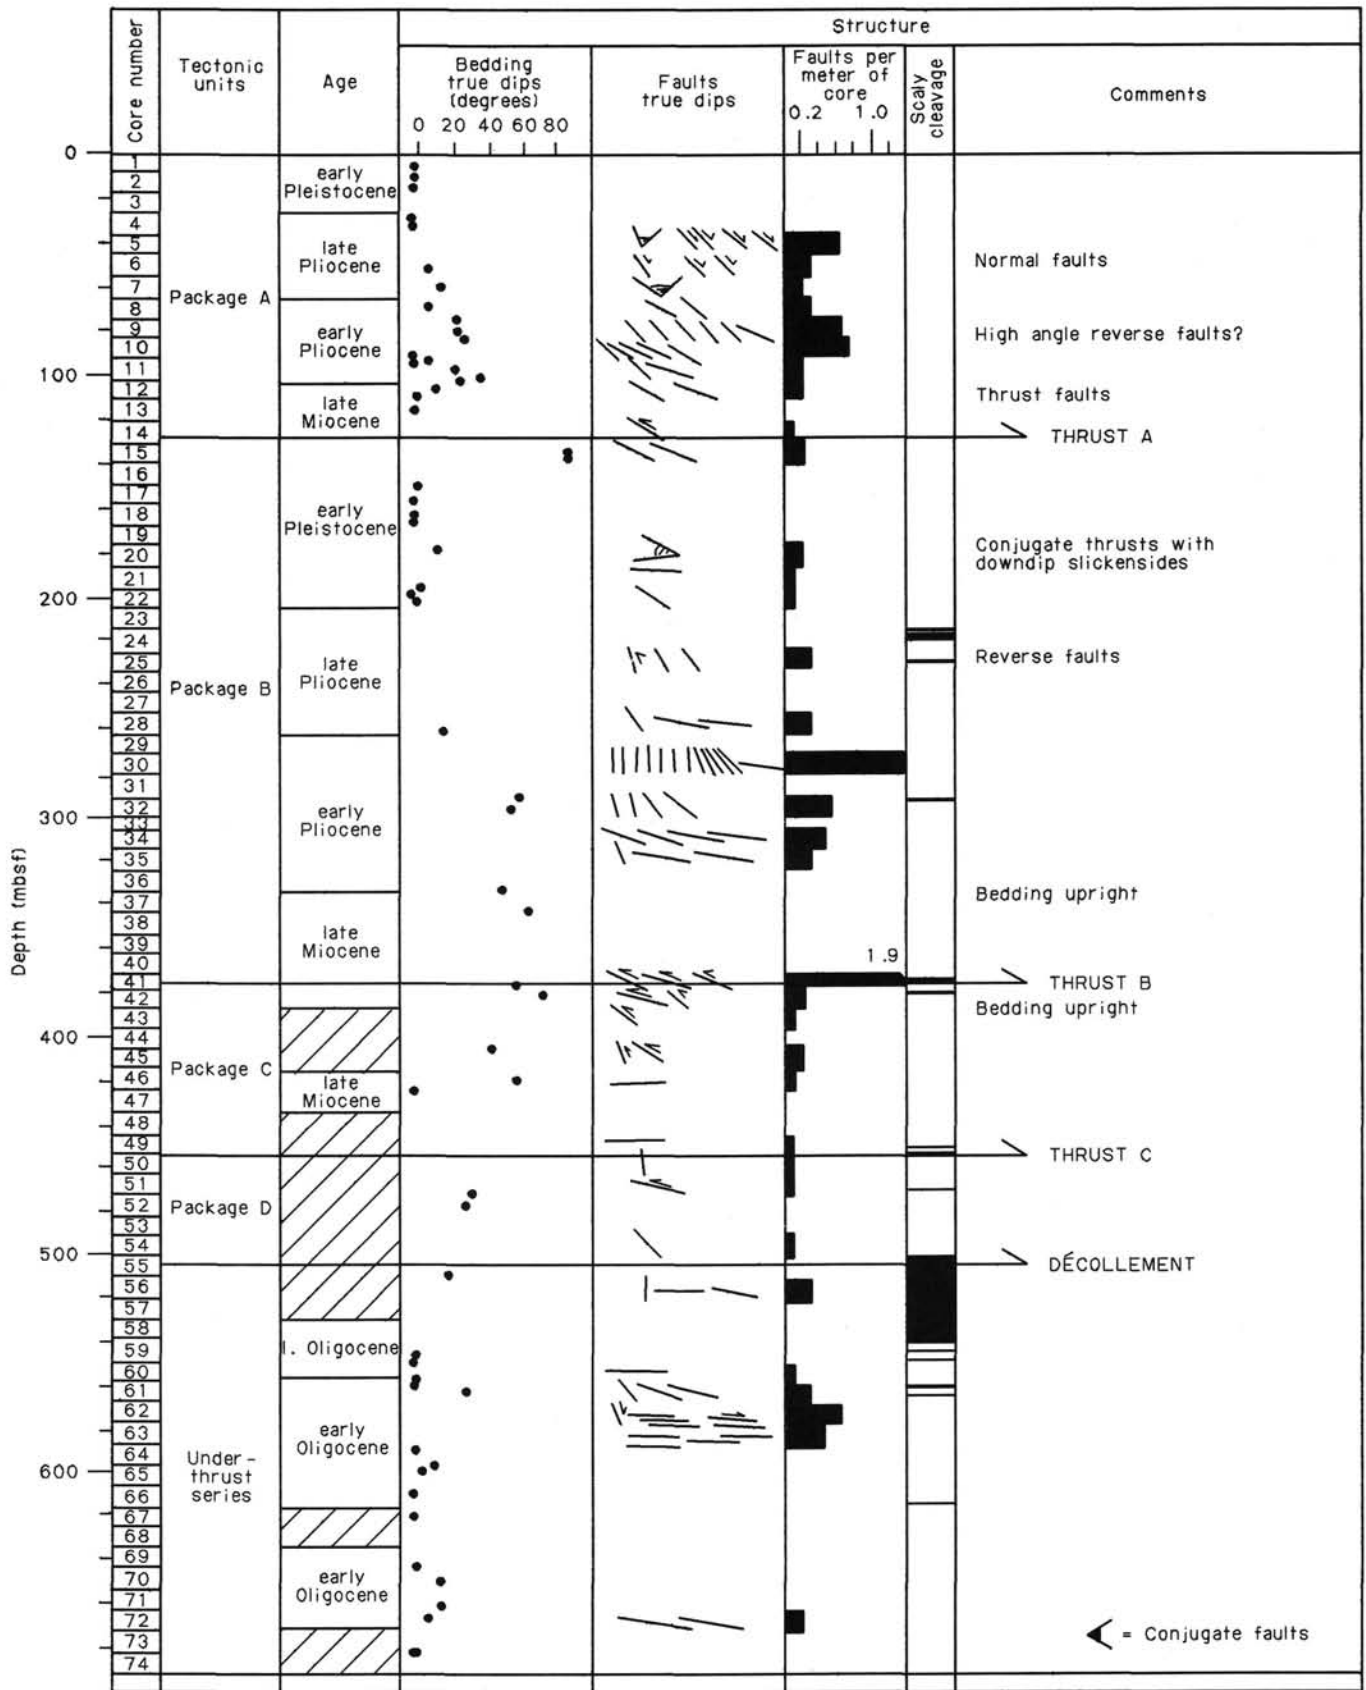 Structure
Core number
Tectonic
units
Age
Bedding
true dips
(degrees)
0 20 40 60 80
Faults
true dips
Faults per
meter of
core
0.2 1.0
Scaly
cleavage
Comments
Depth (mbsf)
0
100
200
300
400
500
600
1
2
3
4
5
6
7
8
9
10
11
12
13
14
15
16
17
18
19
20
21
22
23
24
25
26
27
28
29
30
31
32
33
34
35
36
37
38
39
40
41
42
43
44
45
46
47
48
49
50
51
52
53
54
55
56
57
58
59
60
61
62
63
64
65
66
67
68
69
70
71
72
73
74
Package A
Package B
Package C
Package D
Under-
thrust
series
early
Pleistocene
late
Pliocene
early
Pliocene
late
Miocene
early
Pleistocene
late
Pliocene
early
Pliocene
late
Miocene
late
Miocene
l. Oligocene
early
Oligocene
early
Oligocene
1.9
Normal faults
High angle reverse faults?
Thrust faults
THRUST A
Conjugate thrusts with
downdip slickensides
Reverse faults
Bedding upright
THRUST B
Bedding upright
THRUST C
DÉCOLLEMENT
= Conjugate faults